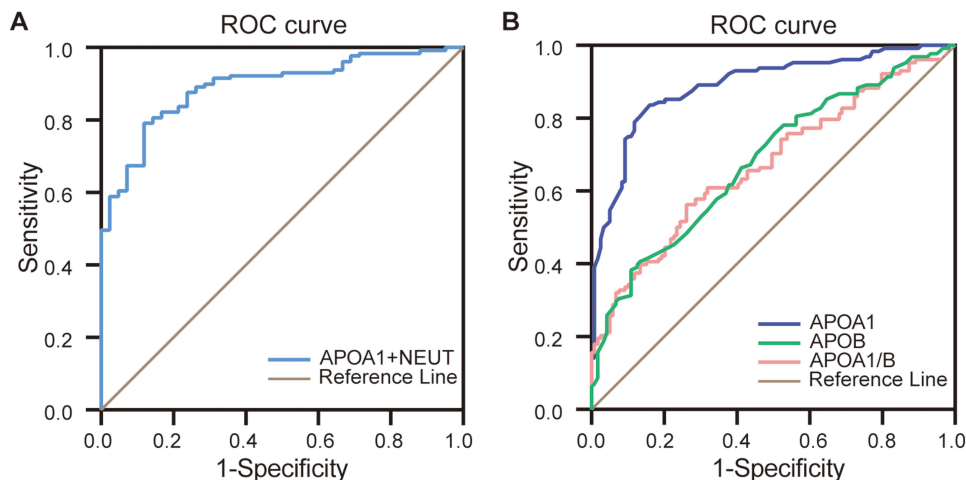 A
ROC curve
1.0
0.8
0.6
0.4
0.2
0.0
Sensitivity
APOA1+NEUT
Reference Line
0.0 0.2 0.4 0.6 0.8 1.0
1-Specificity
B
ROC curve
1.0
0.8
0.6
0.4
0.2
0.0
Sensitivity
APOA1
APOB
APOA1/B
Reference Line
0.0 0.2 0.4 0.6 0.8 1.0
1-Specificity